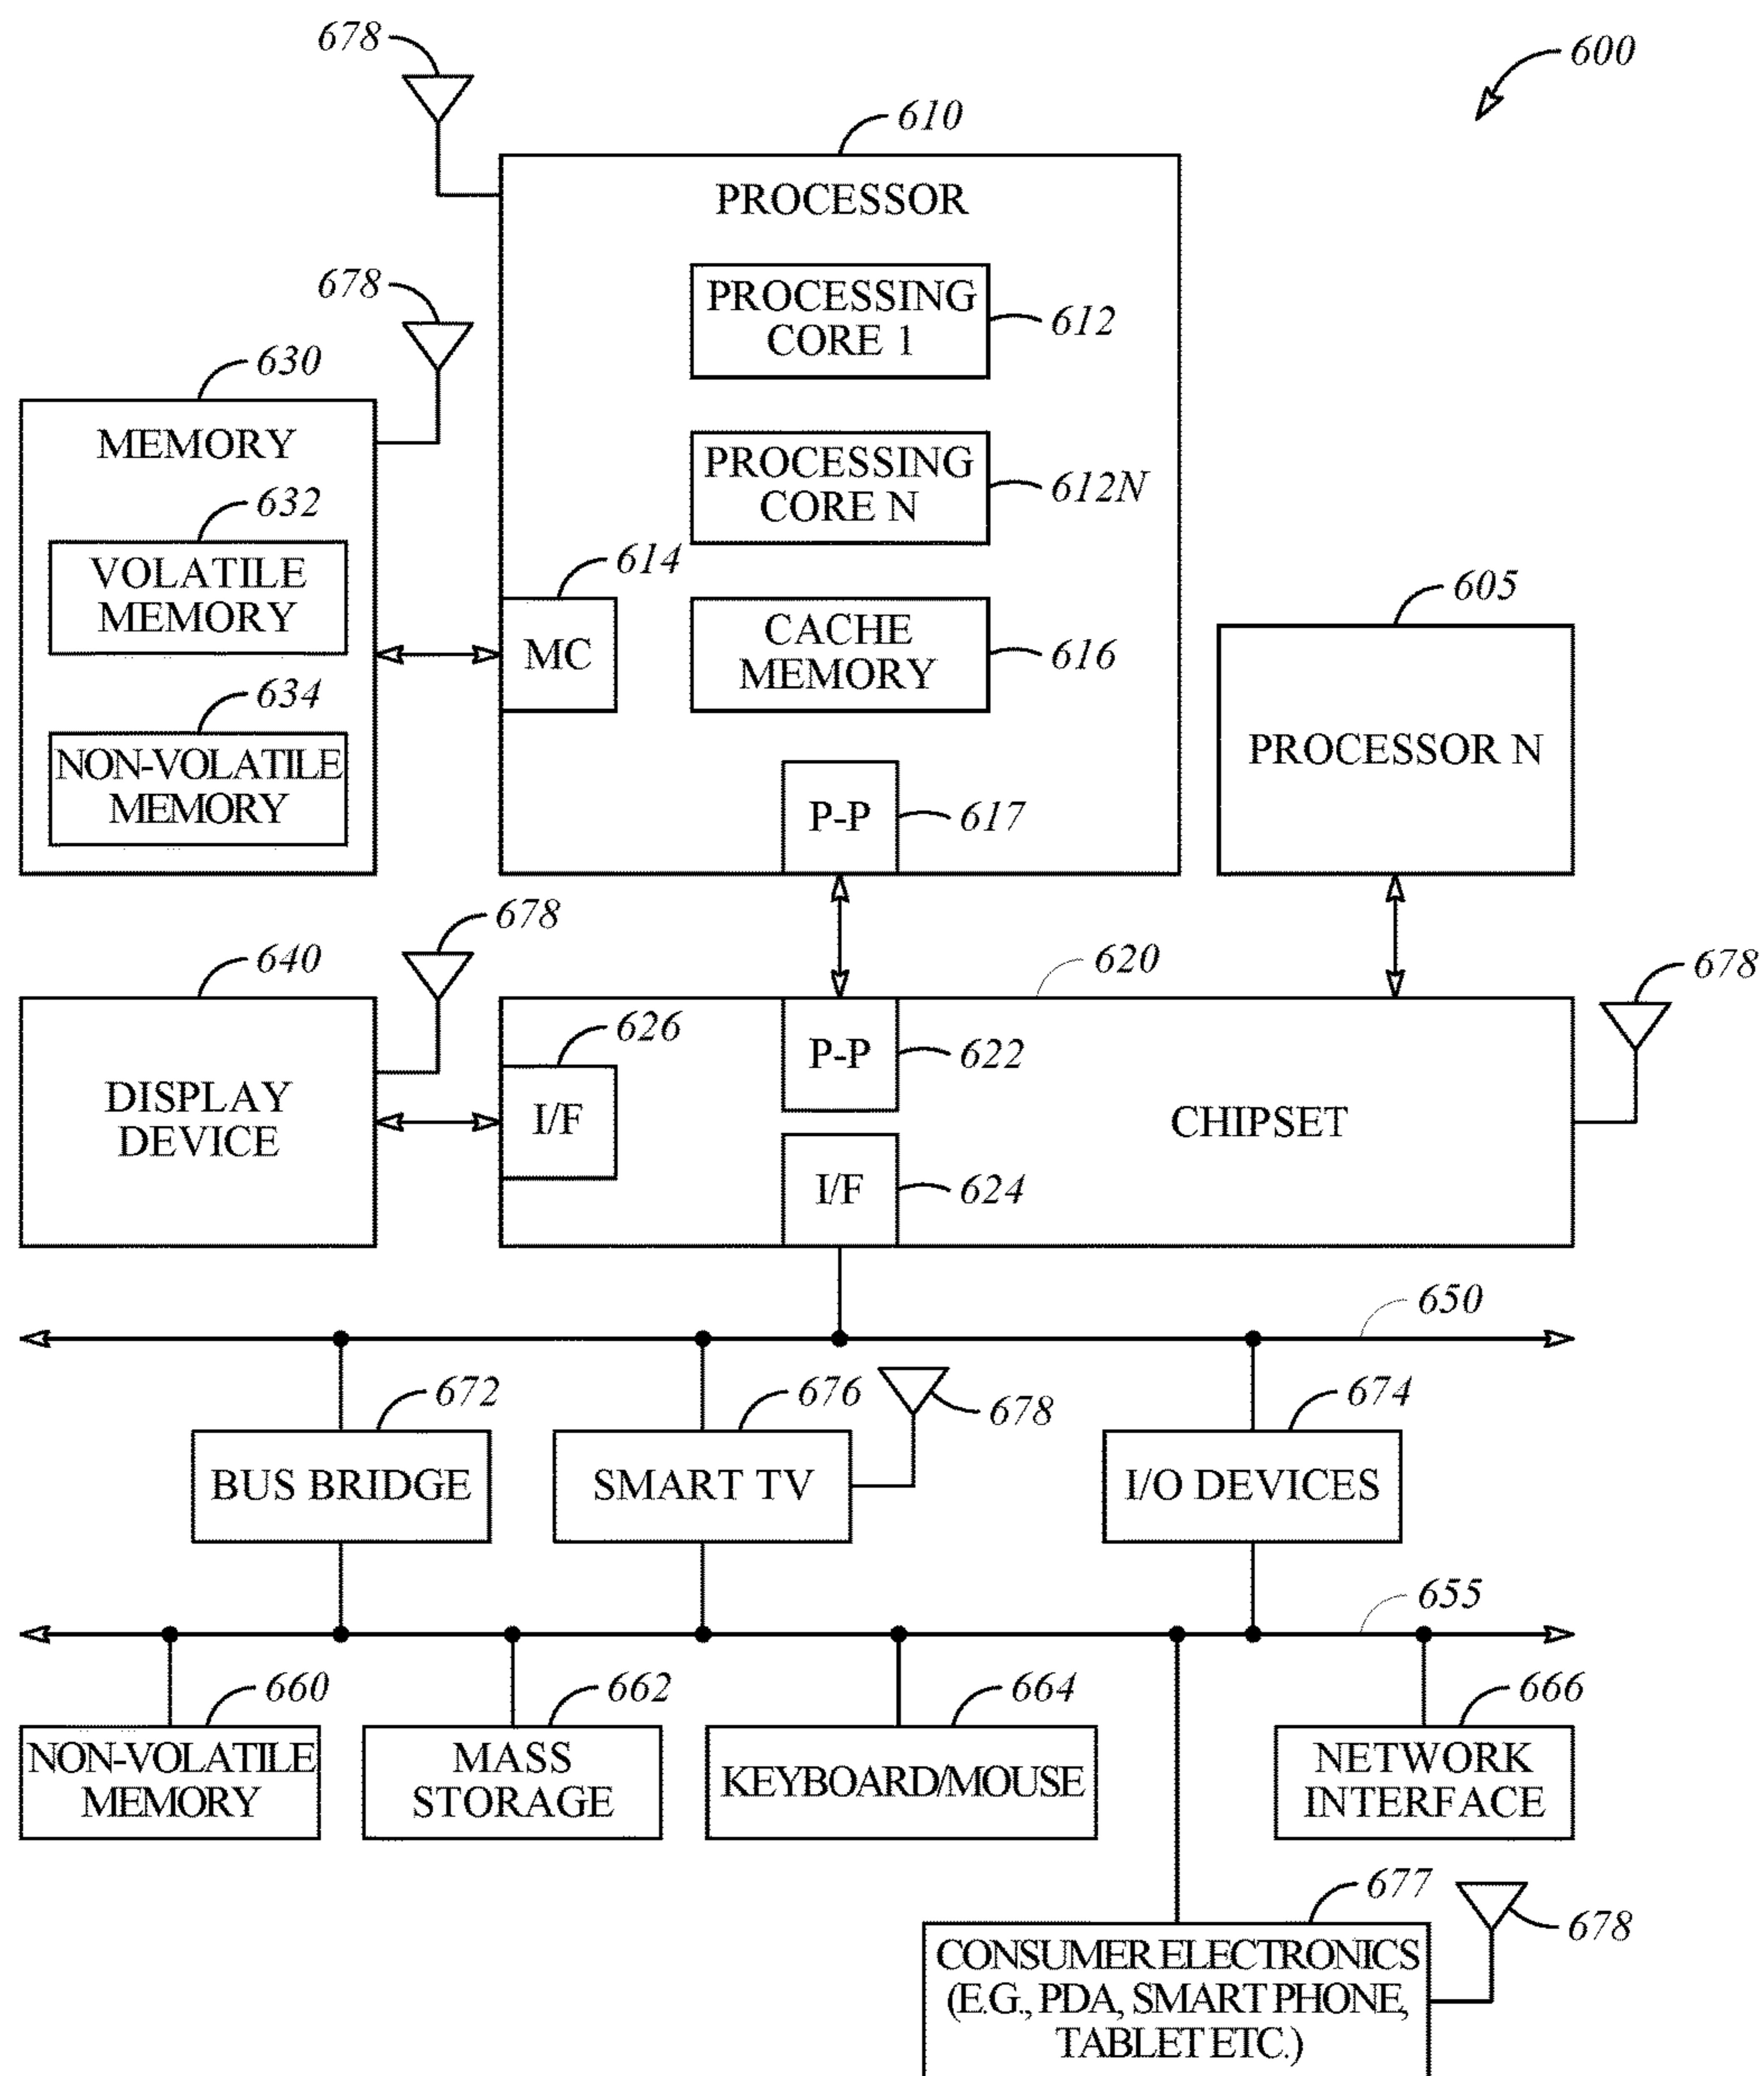 678
600
610
PROCESSOR
PROCESSING
CORE 1
612
678
630
MEMORY
PROCESSING
CORE N
612N
632
VOLATILE
MEMORY
614
MC
CACHE
MEMORY
616
605
PROCESSOR N
634
NON-VOLATILE
MEMORY
P-P
617
678
640
620
678
DISPLAY
DEVICE
626
I/F
P-P
622
CHIPSET
I/F
624
650
672
676
678
674
BUS BRIDGE
SMART TV
I/O DEVICES
655
660
662
664
666
NON-VOLATILE
MEMORY
MASS
STORAGE
KEYBOARD/MOUSE
NETWORK
INTERFACE
677
678
CONSUMER ELECTRONICS
(E.G., PDA, SMART PHONE,
TABLET ETC.)